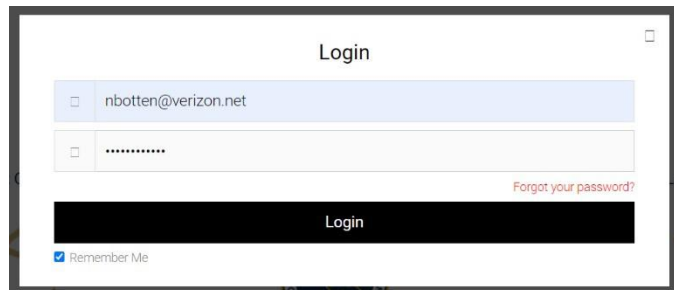 Login
nbotten@verizon.net
••••••••••••
Forgot your password?
Login
Remember Me